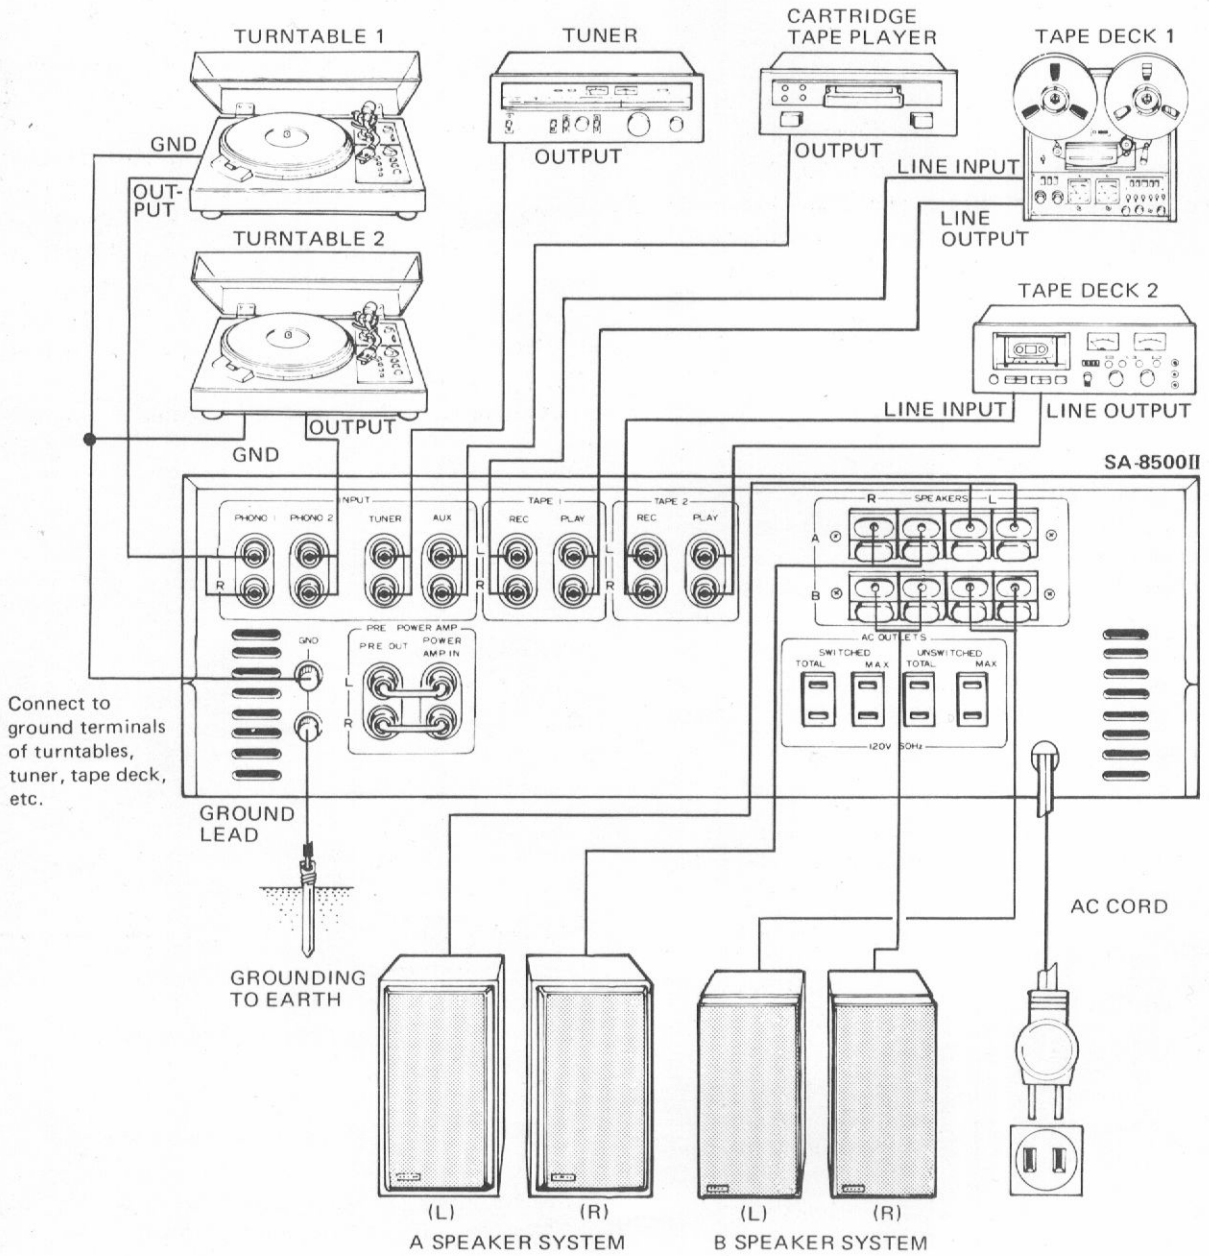 TURNTABLE 1
TUNER
CARTRIDGE
TAPE PLAYER
TAPE DECK 1
GND
OUT-
PUT
OUTPUT
OUTPUT
LINE INPUT
LINE
OUTPUT
TURNTABLE 2
TAPE DECK 2
OUTPUT
GND
LINE INPUT
LINE OUTPUT
SA-8500II
INPUT
PHONO 1
PHONO 2
TUNER
AUX
TAPE 1
REC
PLAY
TAPE 2
REC
PLAY
R SPEAKERS L
A
B
L
R
L
R
L
R
GND
PRE POWER AMP
PRE OUT
POWER
AMP IN
L
R
AC OUTLETS
SWITCHED
TOTAL MAX
UNSWITCHED
TOTAL MAX
120V 50Hz
Connect to
ground terminals
of turntables,
tuner, tape deck,
etc.
GROUND
LEAD
GROUNDING
TO EARTH
AC CORD
(L)
(R)
A SPEAKER SYSTEM
(L)
(R)
B SPEAKER SYSTEM